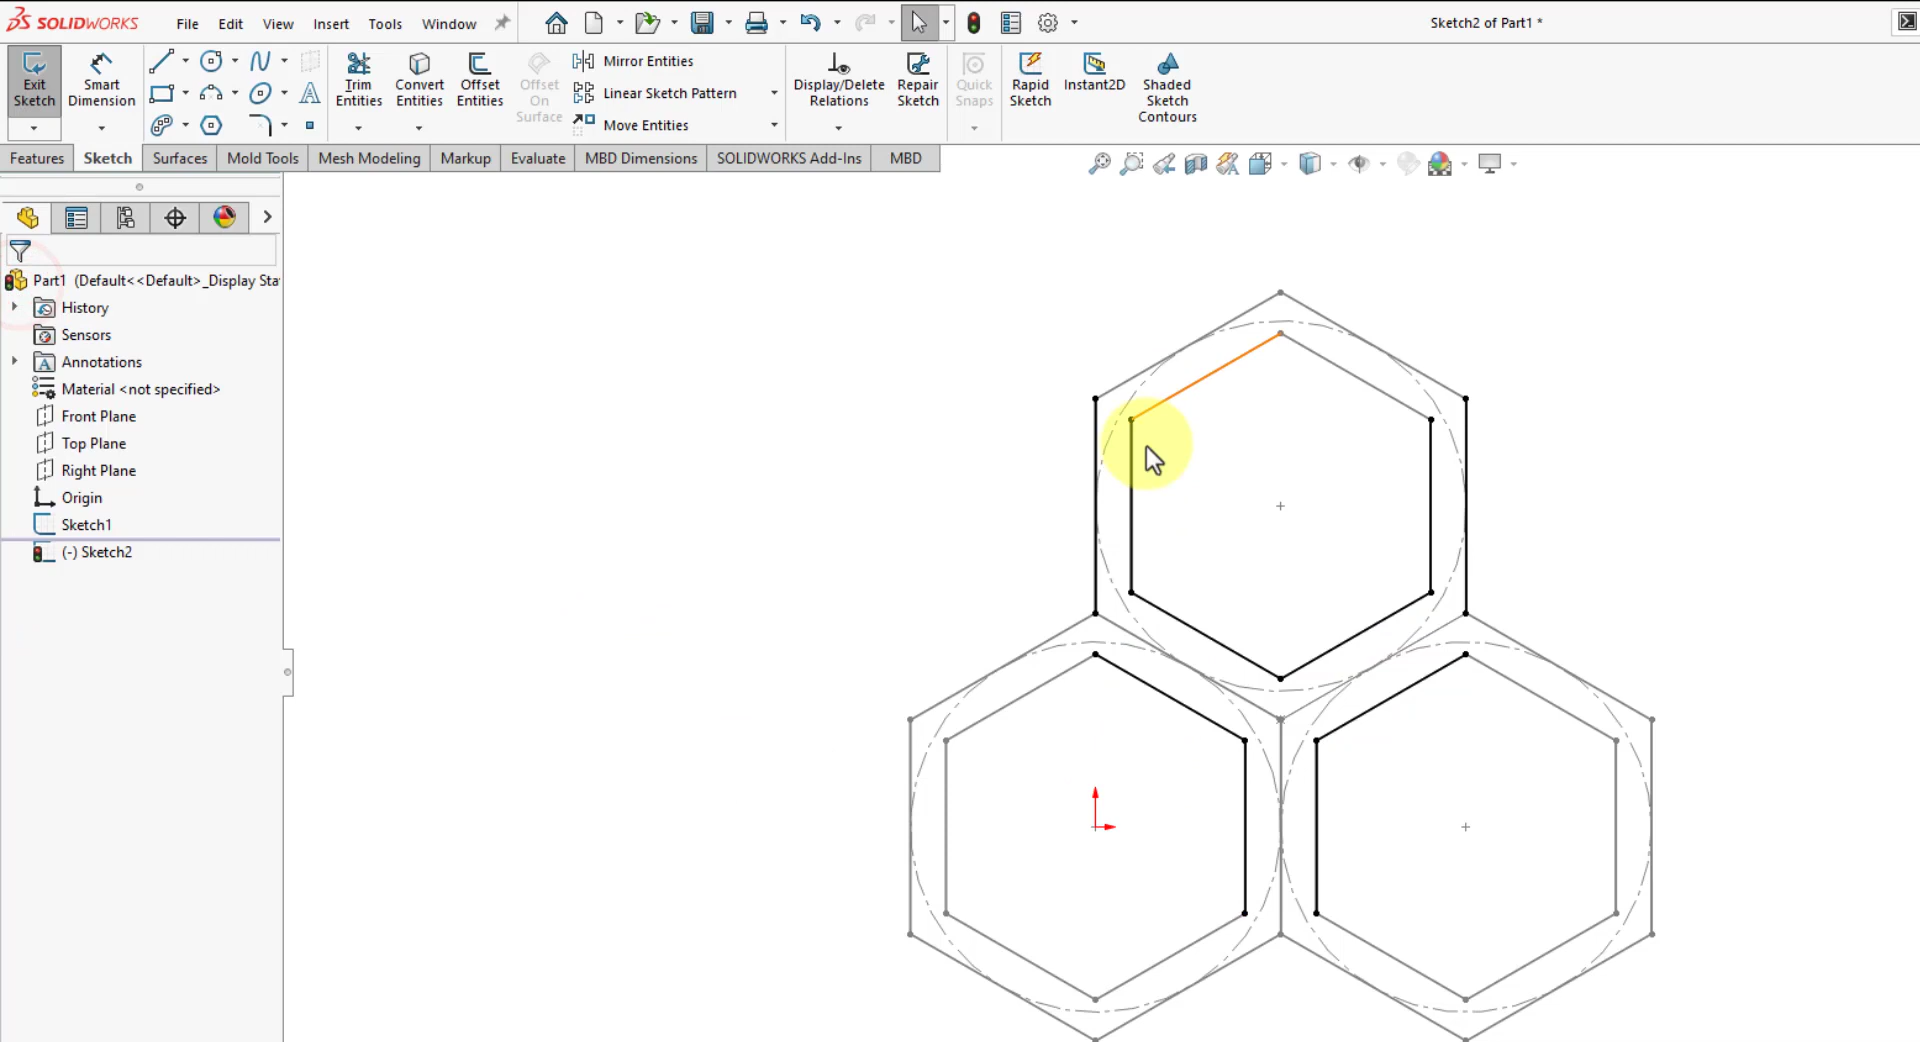 SOLIDWORKS File Edit View Insert Tools Window Sketch2 of Part1 *
Exit Sketch
Smart Dimension
Trim Entities
Convert Entities
Offset Entities
Offset On Surface
Mirror Entities
Linear Sketch Pattern
Move Entities
Display/Delete Relations
Repair Sketch
Quick Snaps
Rapid Sketch
Instant2D
Shaded Sketch Contours
Features Sketch Surfaces Mold Tools Mesh Modeling Markup Evaluate MBD Dimensions SOLIDWORKS Add-Ins MBD
Part1 (Default<<Default>_Display Sta
History
Sensors
Annotations
Material <not specified>
Front Plane
Top Plane
Right Plane
Origin
Sketch1
(-) Sketch2